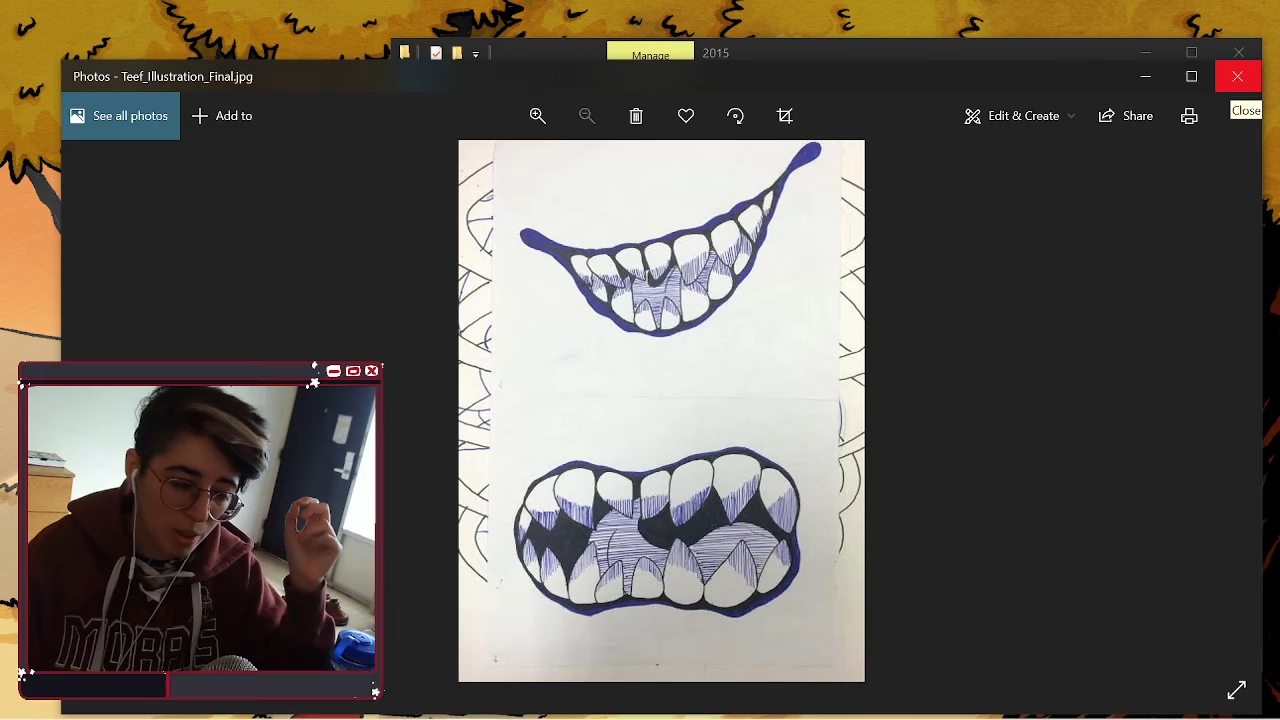 Manage
2015
Photos - Teef_Illustration_Final.jpg
See all photos
Add to
Edit & Create
Share
Close